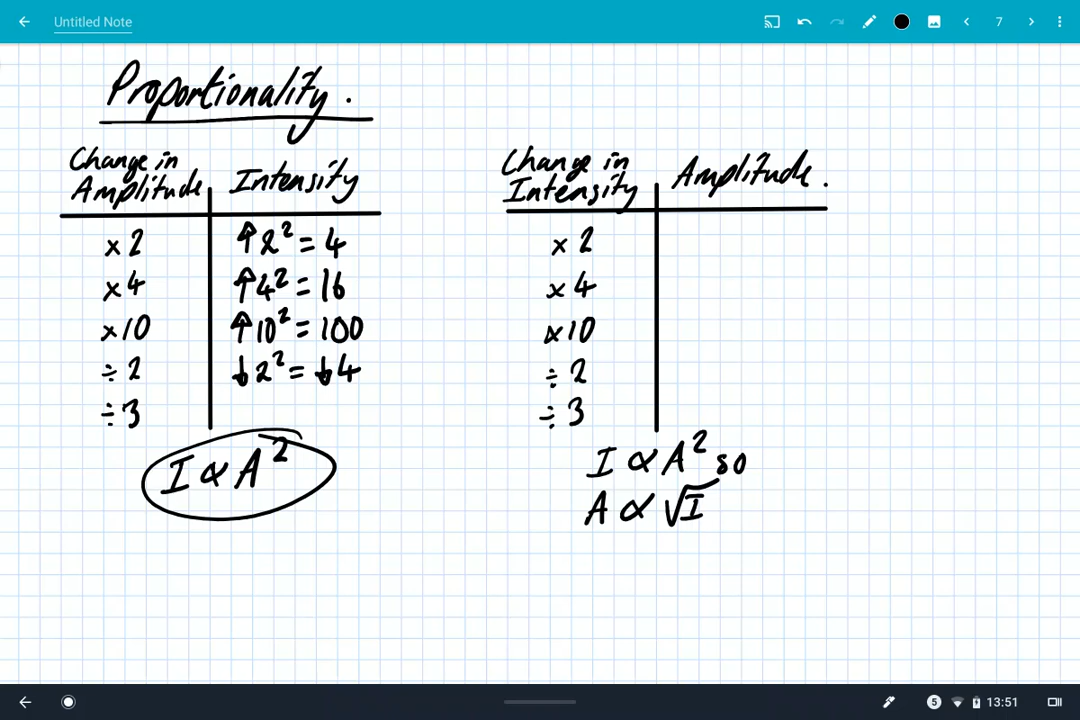 Untitled Note
7
Proportionality.
Change in Amplitude | Intensity
×2 | ↑2² = 4
×4 | ↑4² = 16
×10 | ↑10² = 100
÷2 | ↓2² = ↓4
÷3
I ∝ A²
Change in Intensity | Amplitude.
×2
×4
×10
÷2
÷3
I ∝ A² so
A ∝ √I
5
13:51